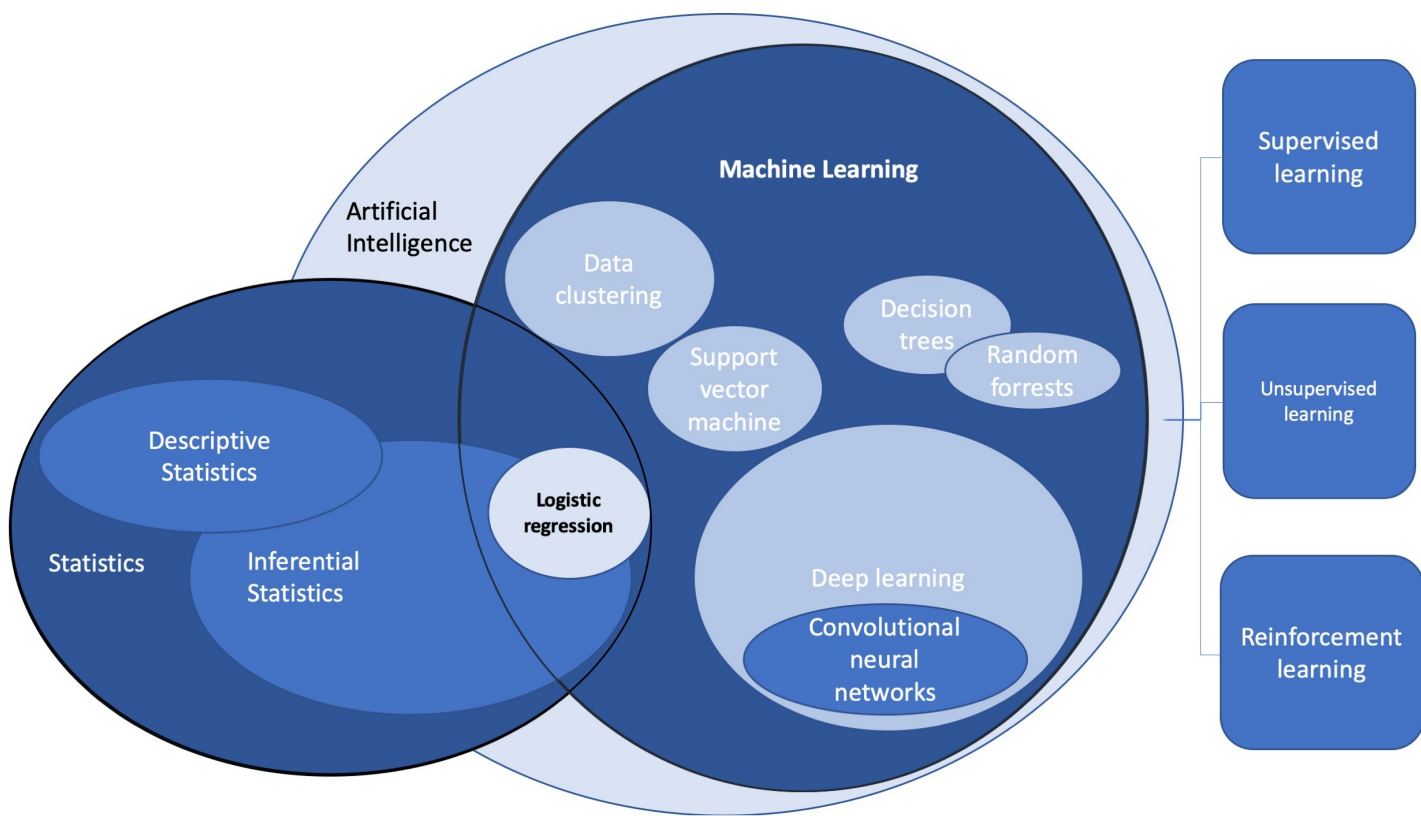 Artificial
Intelligence
Machine Learning
Data
clustering
Support
vector
machine
Decision
trees
Random
forrests
Descriptive
Statistics
Statistics
Inferential
Statistics
Logistic
regression
Deep learning
Convolutional
neural
networks
Supervised
learning
Unsupervised
learning
Reinforcement
learning